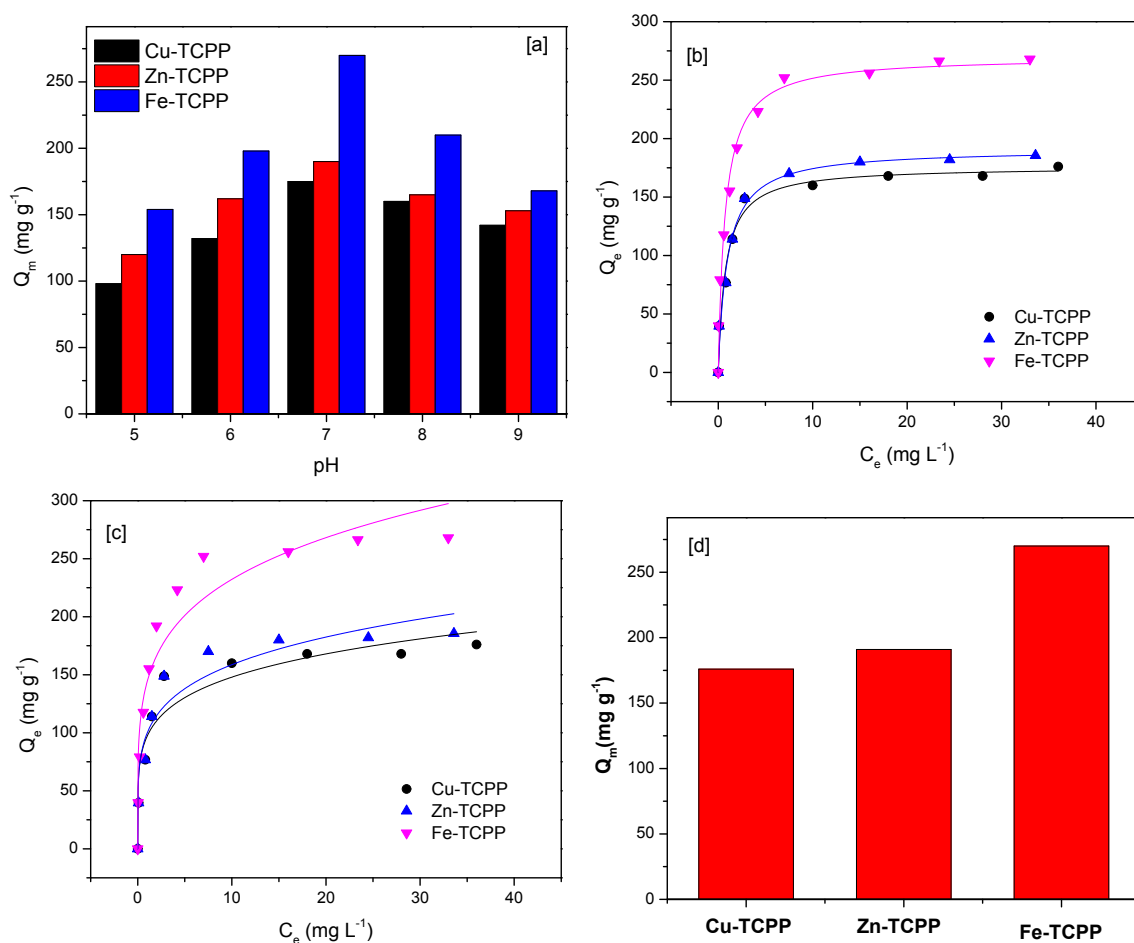 [a]
Cu-TCPP
Zn-TCPP
Fe-TCPP
250
200
150
100
50
0
Q_m (mg g^-1)
5 6 7 8 9
pH
[b]
300
250
200
150
100
50
0
Q_e (mg g^-1)
Cu-TCPP
Zn-TCPP
Fe-TCPP
0 10 20 30 40
C_e (mg L^-1)
[c]
300
250
200
150
100
50
0
Q_e (mg g^-1)
Cu-TCPP
Zn-TCPP
Fe-TCPP
0 10 20 30 40
C_e (mg L^-1)
[d]
250
200
150
100
50
0
Q_m(mg g^-1)
Cu-TCPP Zn-TCPP Fe-TCPP